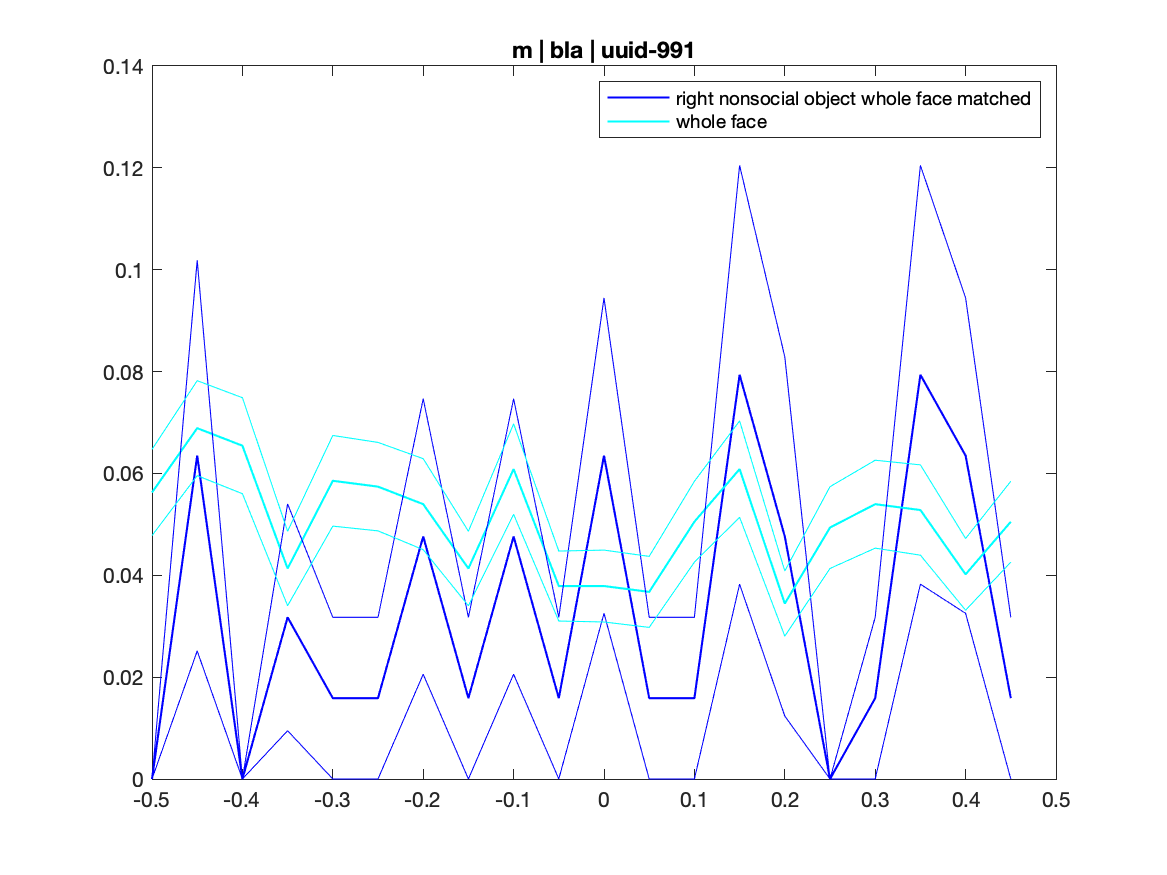 m | bla | uuid-991
right nonsocial object whole face matched
whole face
0.14
0.12
0.1
0.08
0.06
0.04
0.02
0
-0.5 -0.4 -0.3 -0.2 -0.1 0 0.1 0.2 0.3 0.4 0.5